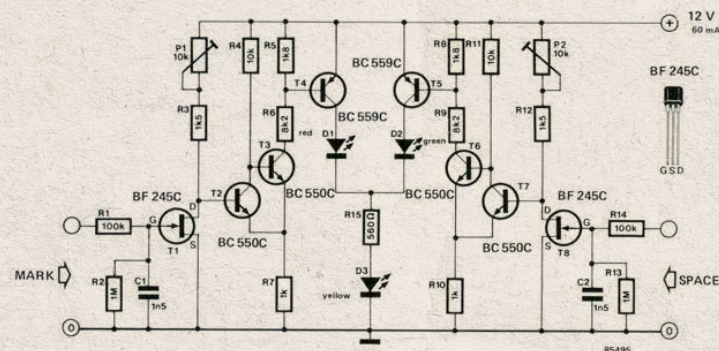 12 V
60 mA
P1
10k
R4
10k
R5
1k8
R8
1k8
R11
10k
P2
10k
BC 559C
T4
T5
BC 559C
BF 245C
G S D
R3
1k5
R6
8k2
red
D1
D2
green
R9
8k2
R12
1k5
T3
T6
T2
BC 550C
BC 550C
T7
BF 245C
BF 245C
R1
100k
G
D
S
T1
BC 550C
R15
560Ω
BC 550C
D
S
G
T8
R14
100k
MARK
R2
1M
C1
1n5
R7
1k
D3
yellow
R10
1k
C2
1n5
R13
1M
SPACE
0
0
85495